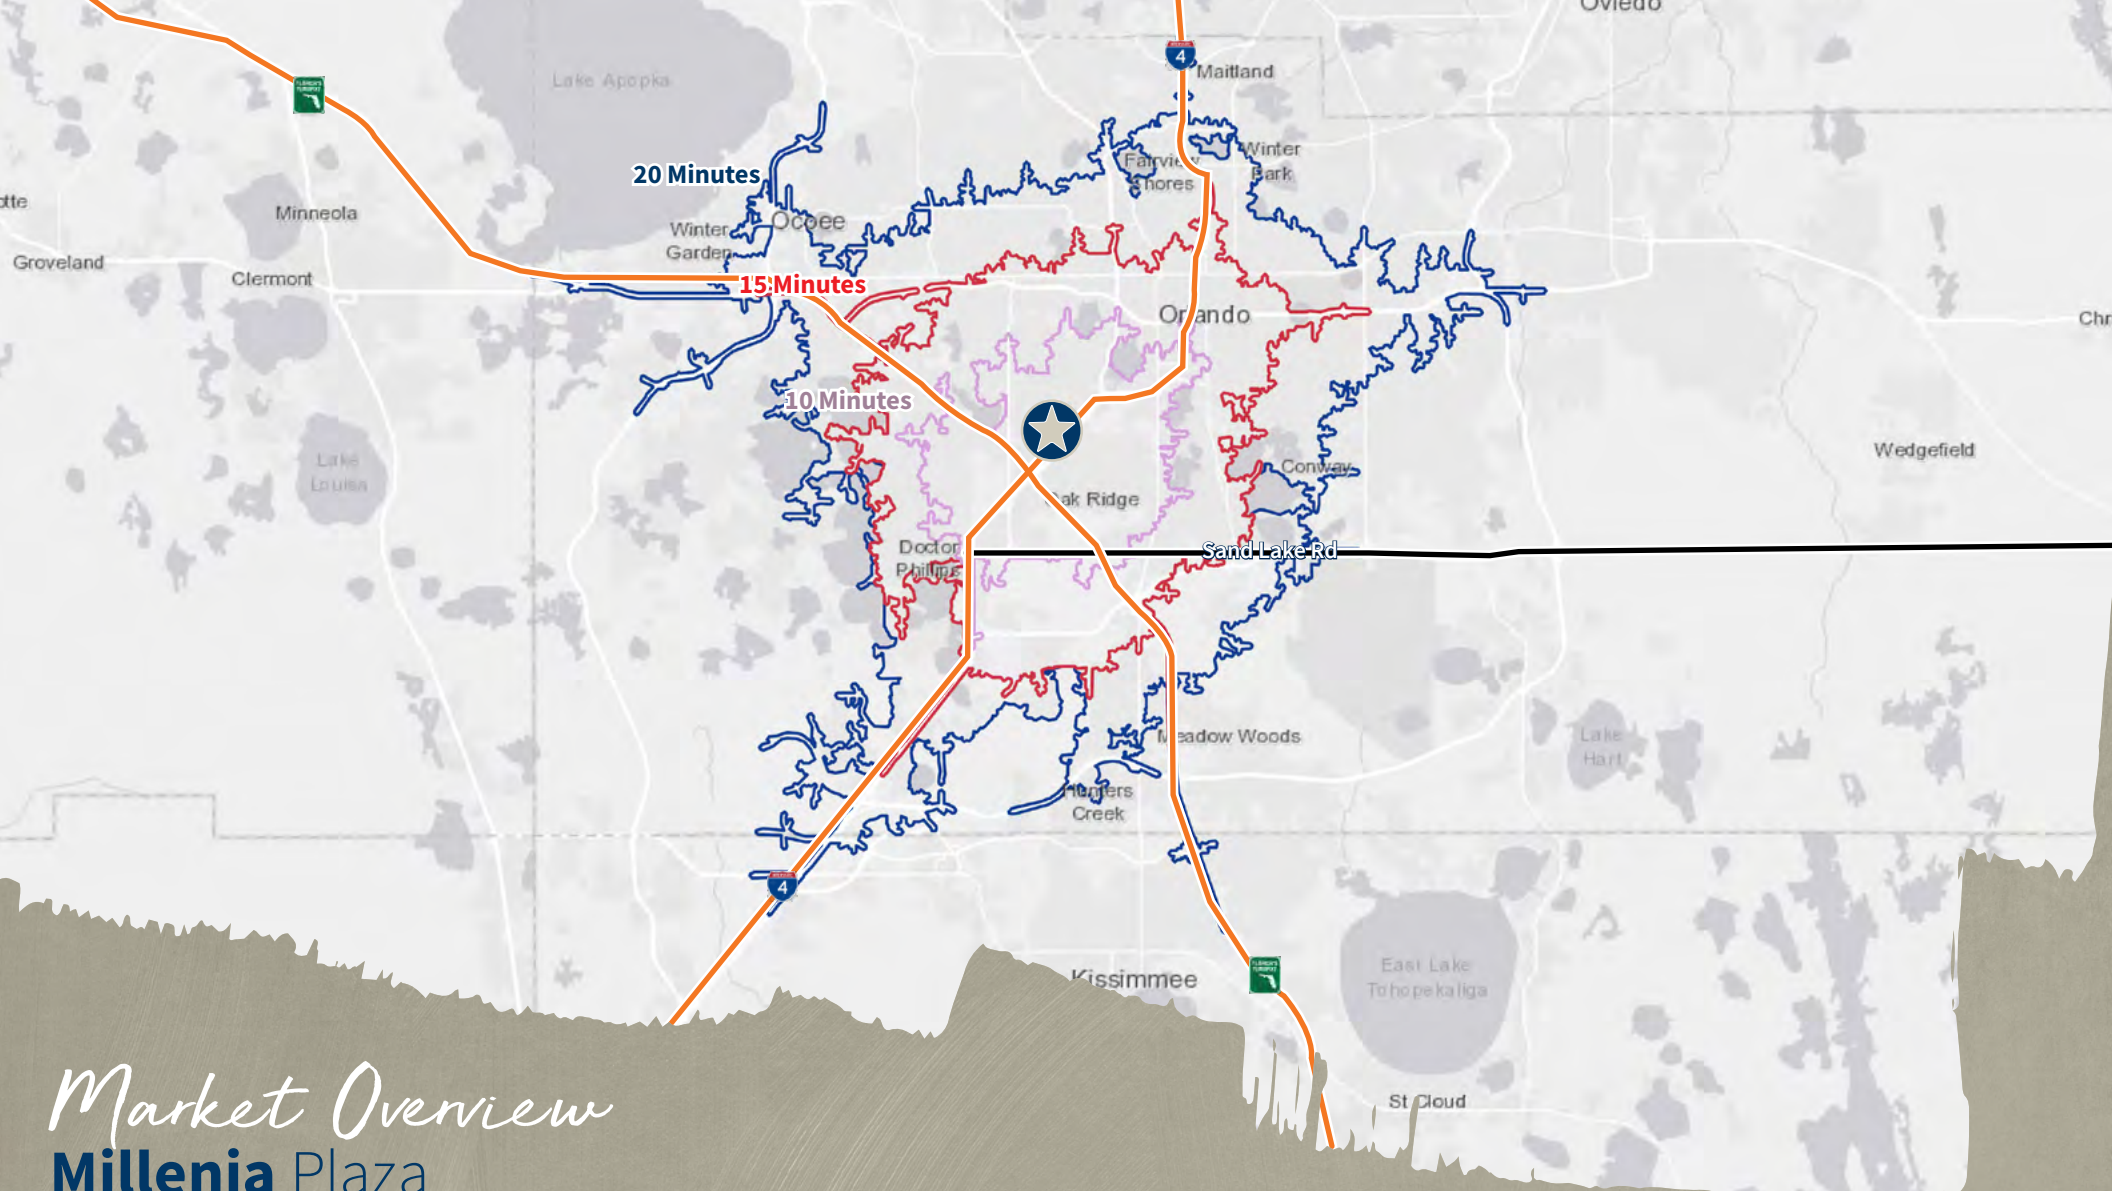 Oviedo
4
Maitland
Lake Apopka
Fairview
Shores
Winter
Park
20 Minutes
Minneola
Ocoee
Winter
Garden
Groveland
Clermont
15 Minutes
Orlando
10 Minutes
Lake
Louisa
Conway
Wedgefield
Oak Ridge
Doctor
Phillips
Sand Lake Rd
Meadow Woods
Lake
Hart
Hunters
Creek
4
Kissimmee
East Lake
Tohopekaliga
St Cloud
Market Overview
Millenia Plaza